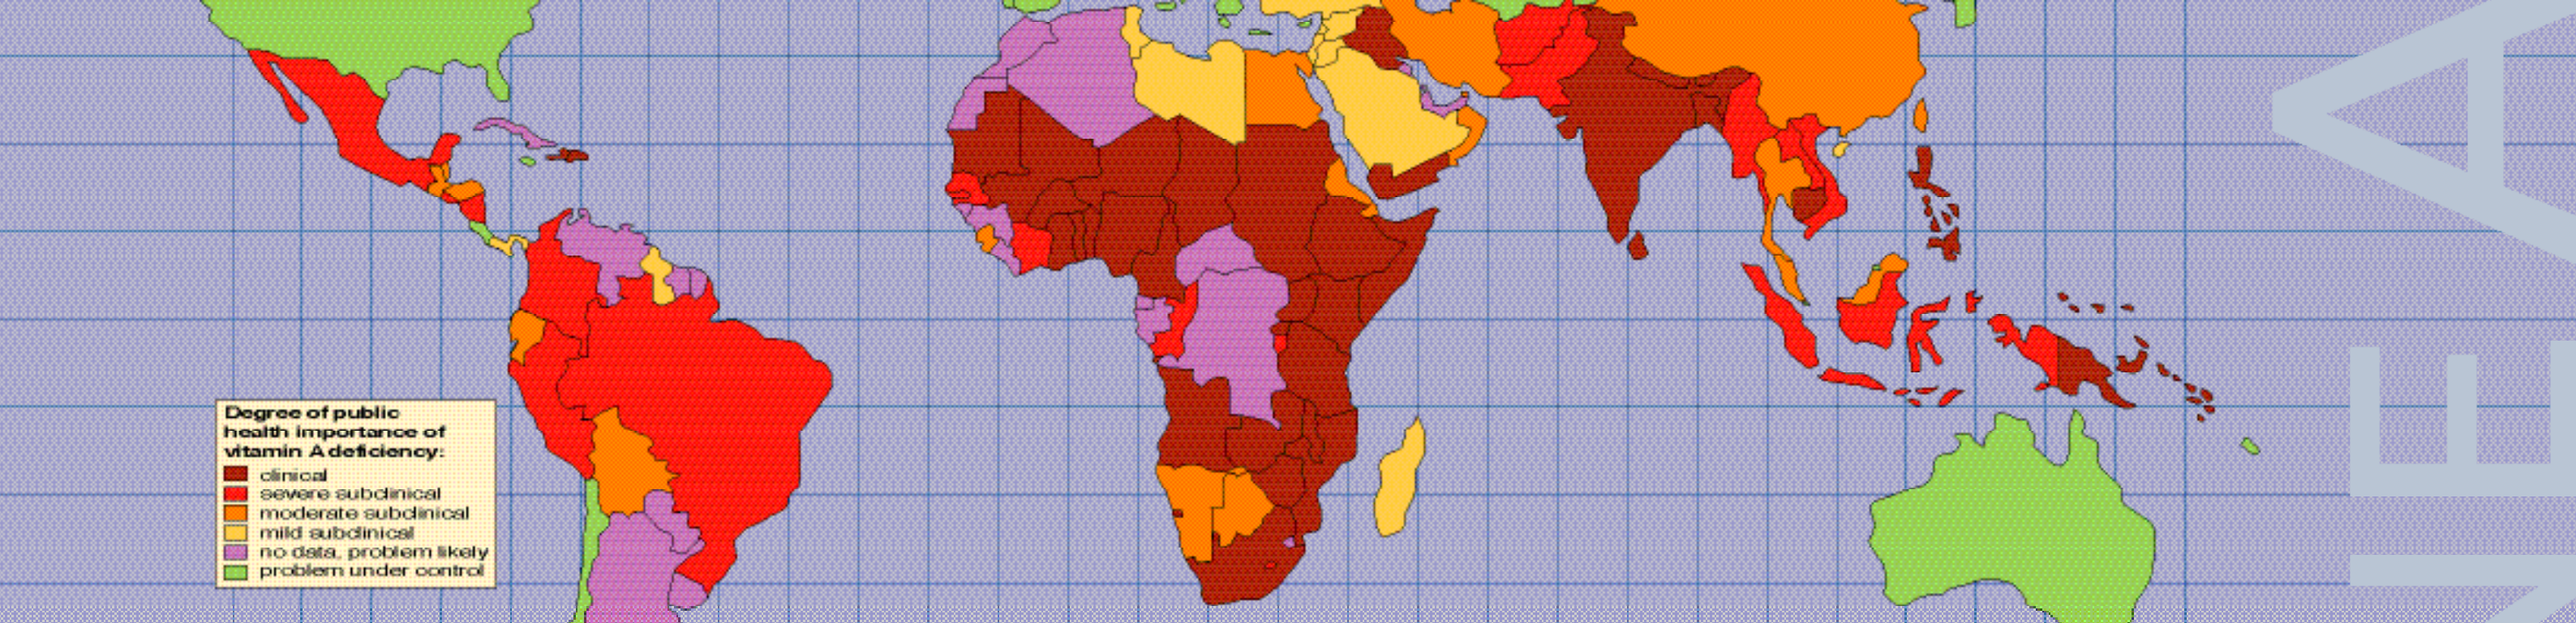 Degree of public
health importance of
vitamin A deficiency:
clinical
severe subclinical
moderate subclinical
mild subclinical
no data, problem likely
problem under control